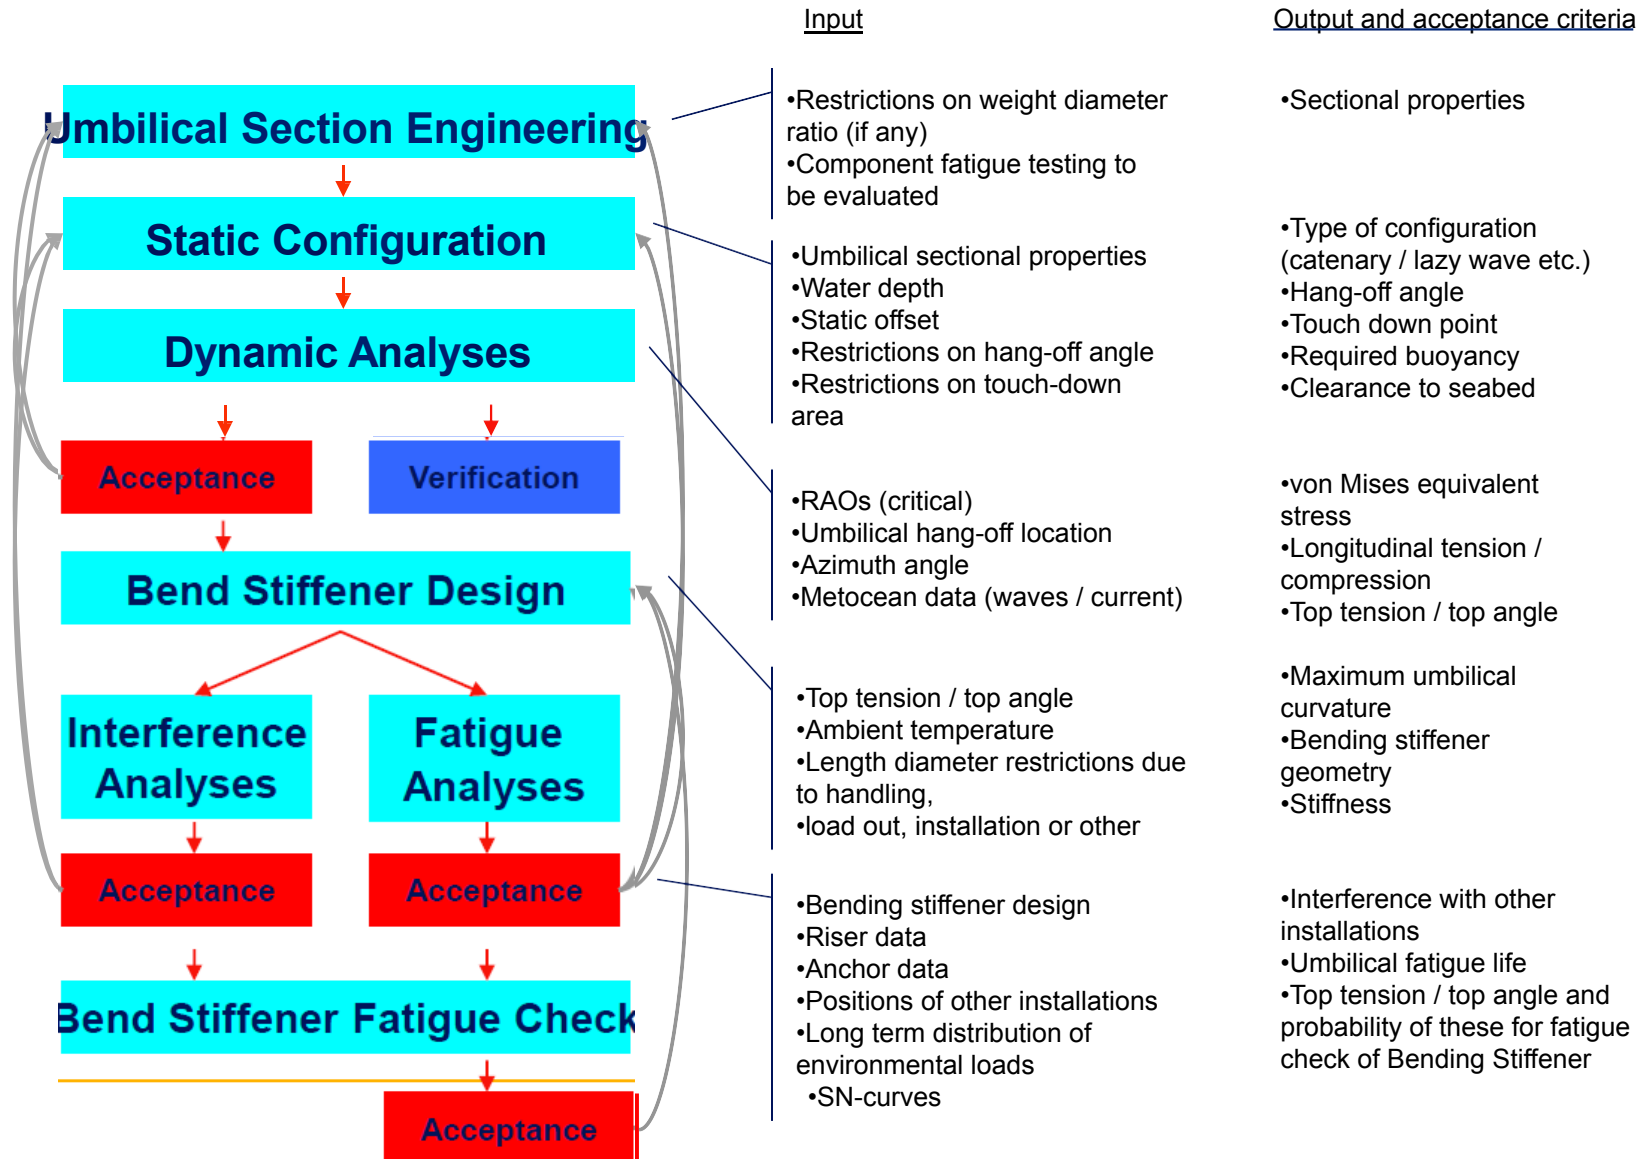 Input
Output and acceptance criteria
Umbilical Section Engineering
Static Configuration
Dynamic Analyses
Acceptance
Verification
Bend Stiffener Design
Interference
Analyses
Fatigue
Analyses
Acceptance
Acceptance
Bend Stiffener Fatigue Check
Acceptance
•Restrictions on weight diameter
ratio (if any)
•Component fatigue testing to
be evaluated
•Umbilical sectional properties
•Water depth
•Static offset
•Restrictions on hang-off angle
•Restrictions on touch-down
area
•RAOs (critical)
•Umbilical hang-off location
•Azimuth angle
•Metocean data (waves / current)
•Top tension / top angle
•Ambient temperature
•Length diameter restrictions due
to handling,
•load out, installation or other
•Bending stiffener design
•Riser data
•Anchor data
•Positions of other installations
•Long term distribution of
environmental loads
•SN-curves
•Sectional properties
•Type of configuration
(catenary / lazy wave etc.)
•Hang-off angle
•Touch down point
•Required buoyancy
•Clearance to seabed
•von Mises equivalent
stress
•Longitudinal tension /
compression
•Top tension / top angle
•Maximum umbilical
curvature
•Bending stiffener
geometry
•Stiffness
•Interference with other
installations
•Umbilical fatigue life
•Top tension / top angle and
probability of these for fatigue
check of Bending Stiffener